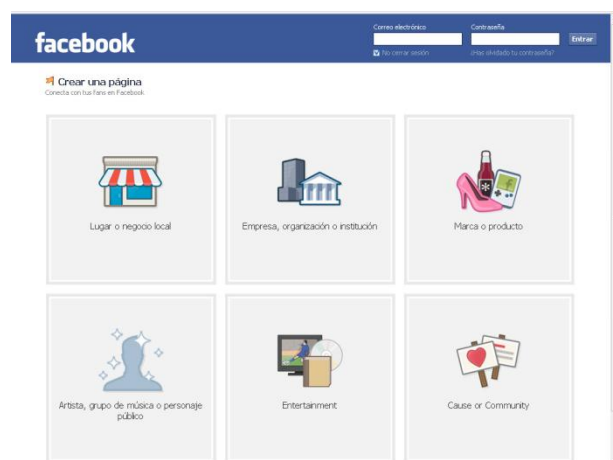 facebook
Correo electrónico
Contraseña
Entrar
No cerrar sesión
¿Has olvidado tu contraseña?
Crear una página
Conecta con tus fans en Facebook
Lugar o negocio local
Empresa, organización o institución
Marca o producto
Artista, grupo de música o personaje
público
Entertainment
Cause or Community